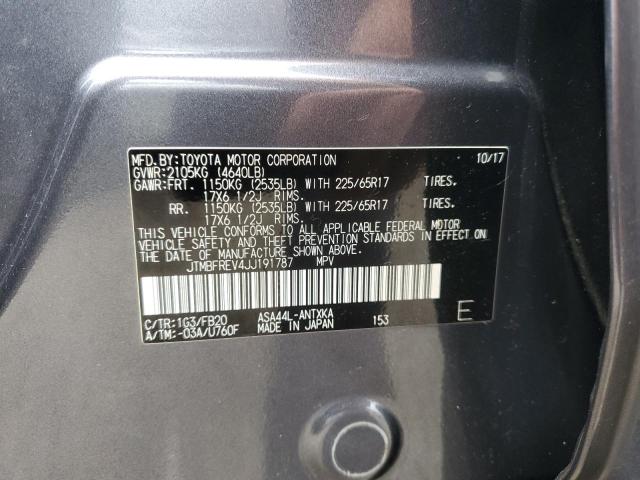 MFD.BY:TOYOTA MOTOR CORPORATION 10/17
GVWR:2105KG (4640LB)
GAWR:FRT. 1150KG (2535LB) WITH 225/65R17 TIRES.
17X6 1/2J RIMS.
RR. 1150KG (2535LB) WITH 225/65R17 TIRES.
17X6 1/2J RIMS.
THIS VEHICLE CONFORMS TO ALL APPLICABLE FEDERAL MOTOR
VEHICLE SAFETY AND THEFT PREVENTION STANDARDS IN EFFECT ON
THE DATE OF MANUFACTURE SHOWN ABOVE.
JTMBFREV4JJ191787 MPV
C/TR:1G3/FB20 ASA44L-ANTXKA 153 E
A/TM:-03A/U760F MADE IN JAPAN